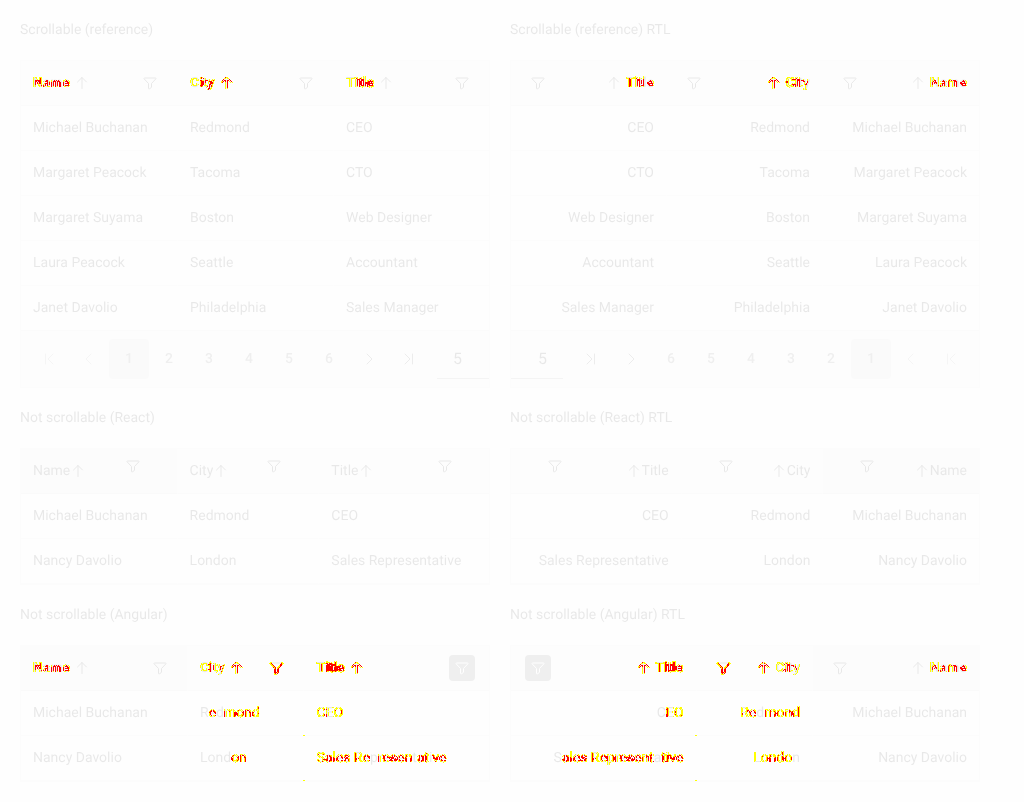 Scrollable (reference) Scrollable (reference) RTL
Name City Title Title City Name
Michael Buchanan Redmond CEO CEO Redmond Michael Buchanan
Margaret Peacock Tacoma CTO CTO Tacoma Margaret Peacock
Margaret Suyama Boston Web Designer Web Designer Boston Margaret Suyama
Laura Peacock Seattle Accountant Accountant Seattle Laura Peacock
Janet Davolio Philadelphia Sales Manager Sales Manager Philadelphia Janet Davolio
1 2 3 4 5 6 5 5 6 5 4 3 2 1
Not scrollable (React) Not scrollable (React) RTL
Name City Title Title City Name
Michael Buchanan Redmond CEO CEO Redmond Michael Buchanan
Nancy Davolio London Sales Representative Sales Representative London Nancy Davolio
Not scrollable (Angular) Not scrollable (Angular) RTL
Name City Title Title City Name
Michael Buchanan Redmond CEO CEO Redmond Michael Buchanan
Nancy Davolio London Sales Representative Sales Representative London Nancy Davolio